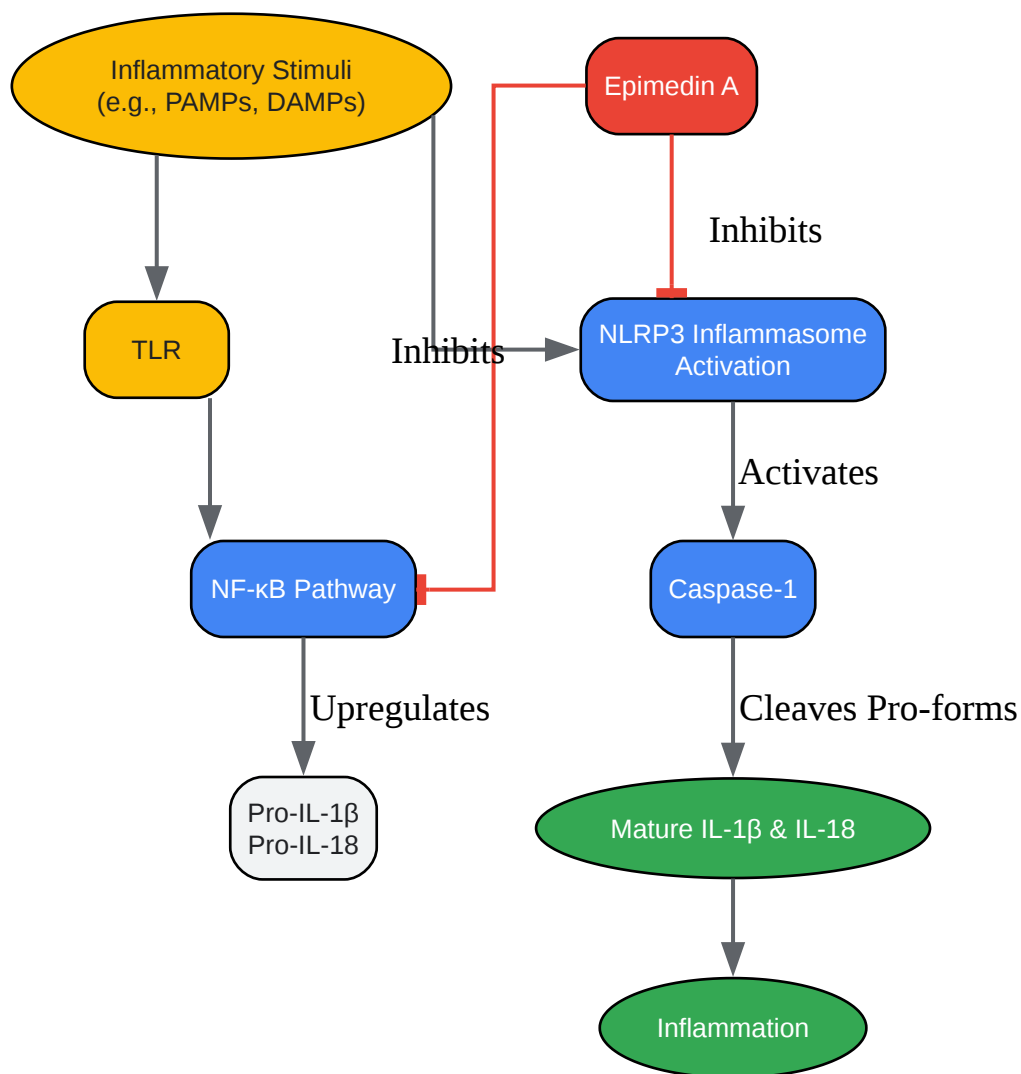 Inflammatory Stimuli
(e.g., PAMPs, DAMPs)
Epimedin A
Inhibits
TLR
Inhibits
NLRP3 Inflammasome
Activation
Activates
NF-κB Pathway
Caspase-1
Upregulates
Cleaves Pro-forms
Pro-IL-1β
Pro-IL-18
Mature IL-1β & IL-18
Inflammation